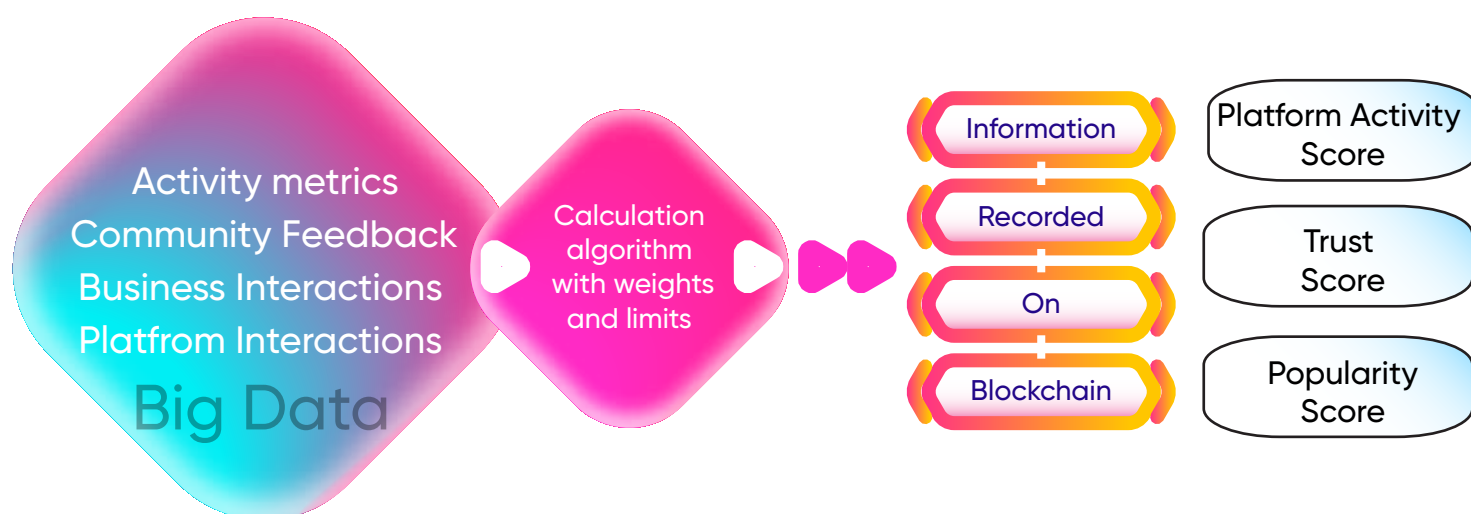 Activity metrics
Community Feedback
Business Interactions
Platfrom Interactions
Big Data
Calculation
algorithm
with weights
and limits
Information
Recorded
On
Blockchain
Platform Activity
Score
Trust
Score
Popularity
Score